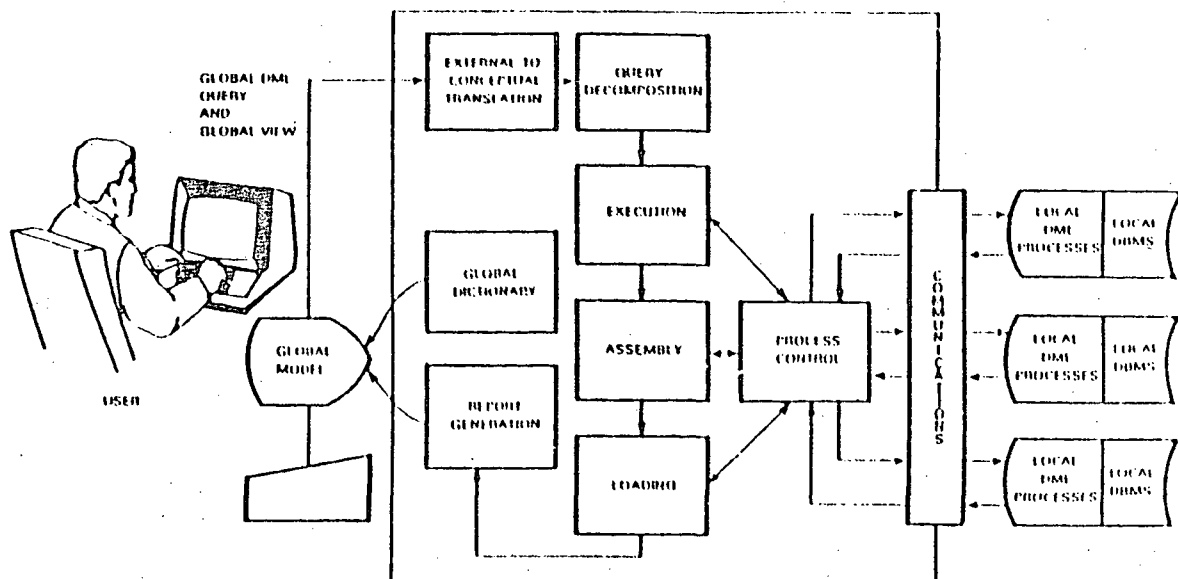 GLOBAL DML
QUERY
AND
GLOBAL VIEW
USER
GLOBAL
MODEL
EXTERNAL TO
CONCEPTUAL
TRANSLATION
QUERY
DECOMPOSITION
EXECUTION
GLOBAL
DICTIONARY
ASSEMBLY
PROCESS
CONTROL
REPORT
GENERATION
LOADING
COMMUNICATIONS
LOCAL
DML
PROCESSES
LOCAL
DBMS
LOCAL
DML
PROCESSES
LOCAL
DBMS
LOCAL
DML
PROCESSES
LOCAL
DBMS